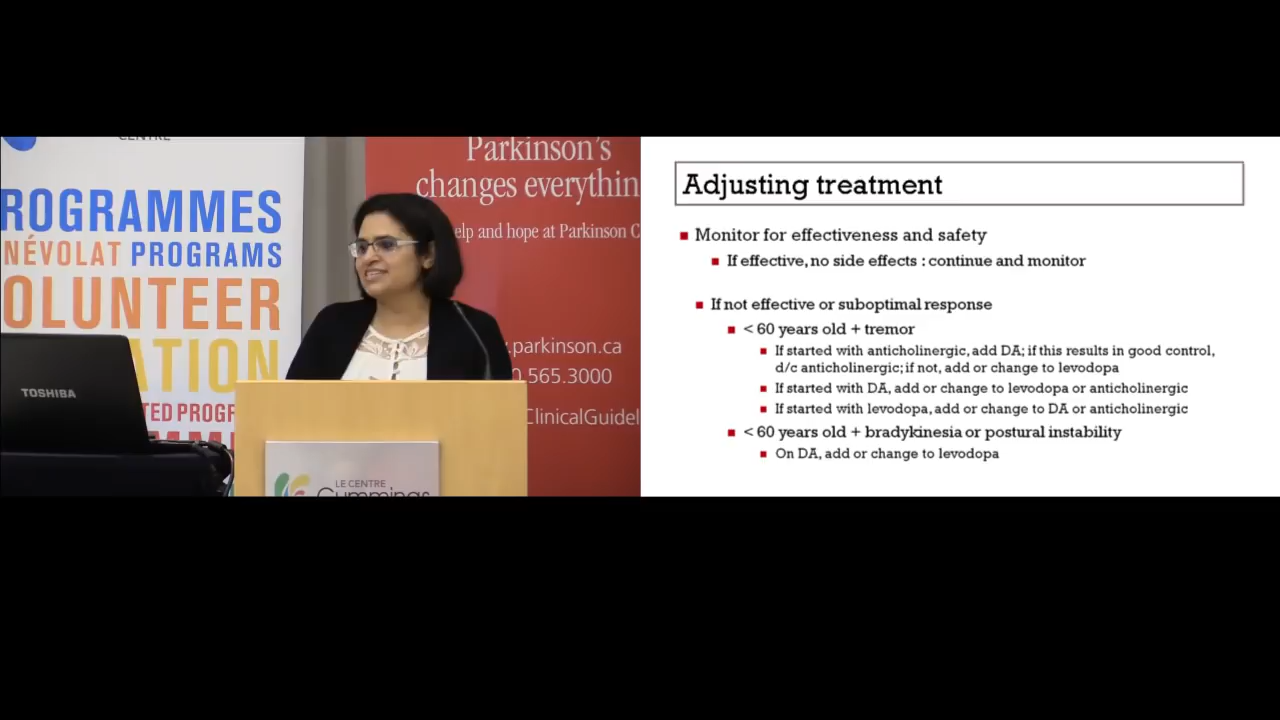 CENTRE
ROGRAMMES
NÉVOLAT PROGRAMS
OLUNTEER
ATION
TED PROGR
TOSHIBA
Parkinson's
changes everythin
elp and hope at Parkinson C
.parkinson.ca
0.565.3000
ClinicalGuidel
LE CENTRE
Cummings
Adjusting treatment
Monitor for effectiveness and safety
If effective, no side effects : continue and monitor
If not effective or suboptimal response
< 60 years old + tremor
If started with anticholinergic, add DA; if this results in good control,
d/c anticholinergic; if not, add or change to levodopa
If started with DA, add or change to levodopa or anticholinergic
If started with levodopa, add or change to DA or anticholinergic
< 60 years old + bradykinesia or postural instability
On DA, add or change to levodopa